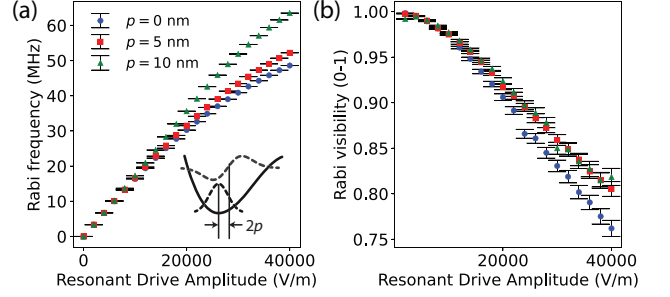 (a)
Rabi frequency (MHz)
60
50
40
30
20
10
0
p = 0 nm
p = 5 nm
p = 10 nm
2p
0
20000
40000
Resonant Drive Amplitude (V/m)
(b)
Rabi visibility (0-1)
1.00
0.95
0.90
0.85
0.80
0.75
0
20000
40000
Resonant Drive Amplitude (V/m)